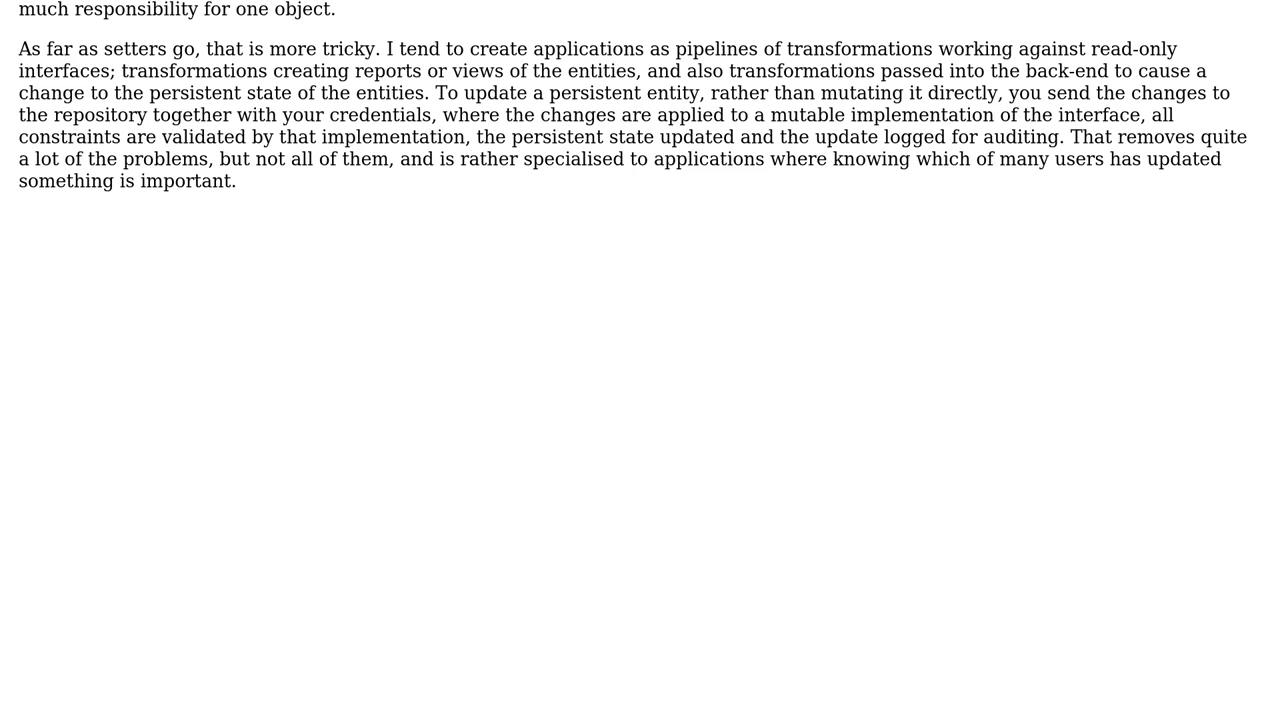 much responsibility for one object.
As far as setters go, that is more tricky. I tend to create applications as pipelines of transformations working against read-only
interfaces; transformations creating reports or views of the entities, and also transformations passed into the back-end to cause a
change to the persistent state of the entities. To update a persistent entity, rather than mutating it directly, you send the changes to
the repository together with your credentials, where the changes are applied to a mutable implementation of the interface, all
constraints are validated by that implementation, the persistent state updated and the update logged for auditing. That removes quite
a lot of the problems, but not all of them, and is rather specialised to applications where knowing which of many users has updated
something is important.